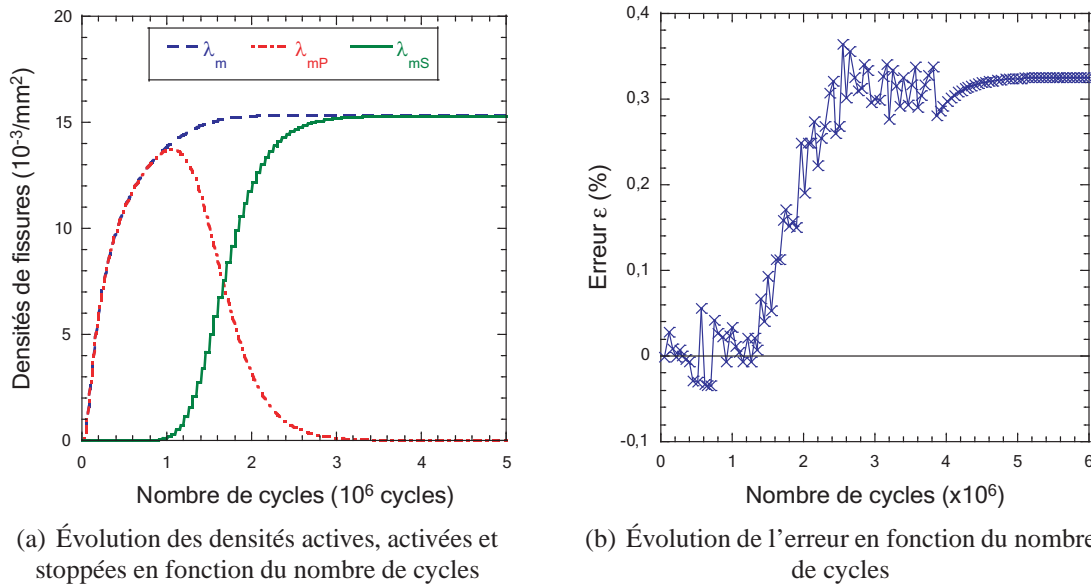 20
15
10
5
0
Densités de fissures (10-3/mm2)
λm λmP λmS
0 1 2 3 4 5
Nombre de cycles (106 cycles)
(a) Évolution des densités actives, activées et
stoppées en fonction du nombre de cycles
0,4
0,3
0,2
0,1
0
-0,1
Erreur ε (%)
0 1 2 3 4 5 6
Nombre de cycles (x106)
(b) Évolution de l'erreur en fonction du nombre
de cycles